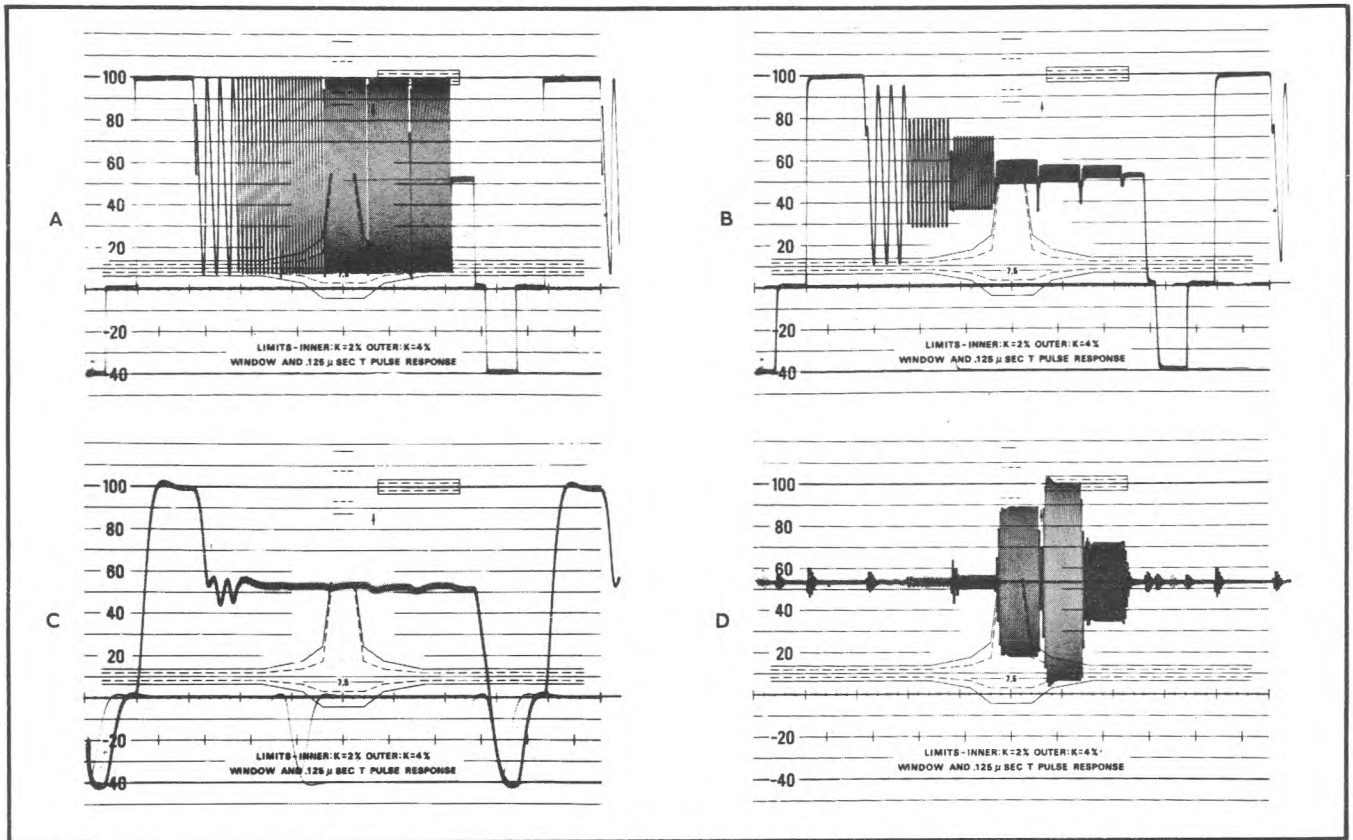 100
80
60
A
40
20
7.5
-20
LIMITS-INNER:K=2% OUTER:K=4%
WINDOW AND .125 µ SEC T PULSE RESPONSE
-40
100
80
60
B
40
20
7.5
-20
LIMITS-INNER:K=2% OUTER:K=4%
WINDOW AND .125 µ SEC T PULSE RESPONSE
-40
100
80
60
C
40
20
7.5
-20
LIMITS-INNER:K=2% OUTER:K=4%
WINDOW AND .125 µ SEC T PULSE RESPONSE
-40
100
80
60
D
40
20
7.5
-20
LIMITS-INNER:K=2% OUTER:K=4%
WINDOW AND .125 µ SEC T PULSE RESPONSE
-40